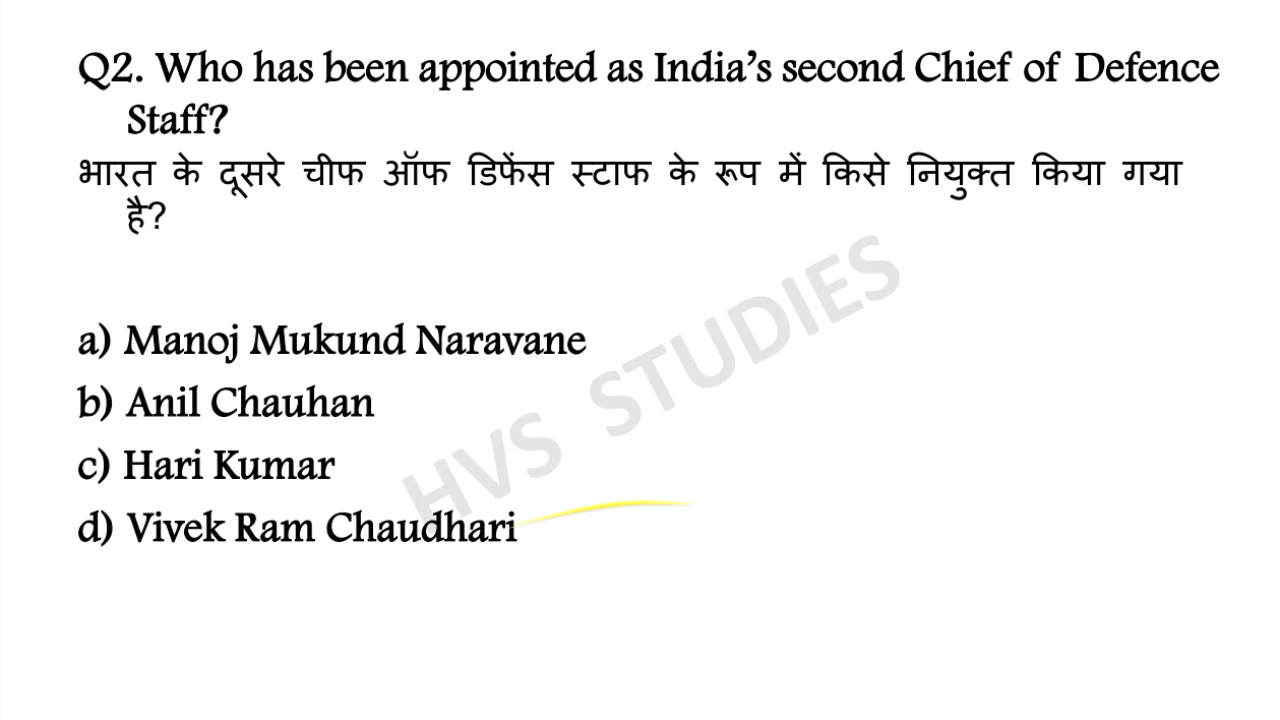 Q2. Who has been appointed as India’s second Chief of Defence
Staff?
भारत के दूसरे चीफ ऑफ डिफेंस स्टाफ के रूप में किसे नियुक्त किया गया
है?
HVS STUDIES
a) Manoj Mukund Naravane
b) Anil Chauhan
c) Hari Kumar
d) Vivek Ram Chaudhari